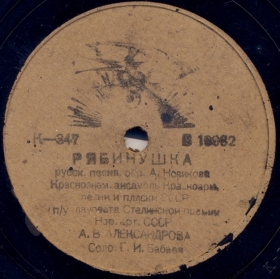 К—347 В 16962
РЯБИНУШКА
русск. песня, обр. А. Новикова
Краснознам. ансамбль Красноарм.
песни и пляски СССР
п/у лауреата Сталинской премии
Нар. арт. СССР
А. В. АЛЕКСАНДРОВА
Соло: Г. И. Бабаев